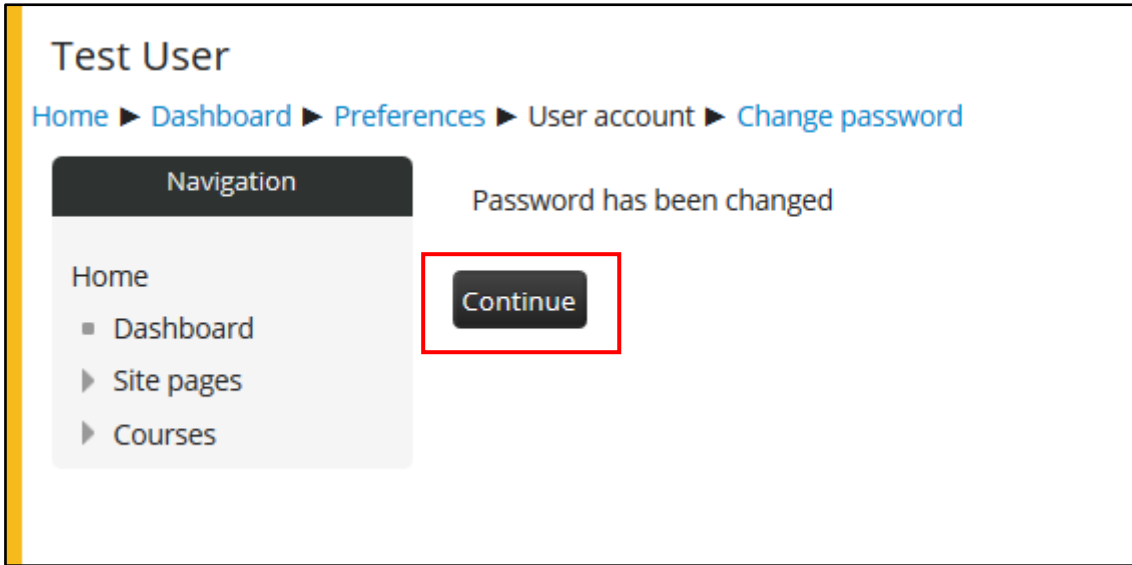 Test User
Home ► Dashboard ► Preferences ► User account ► Change password
Navigation
Password has been changed
Home
Continue
Dashboard
Site pages
Courses